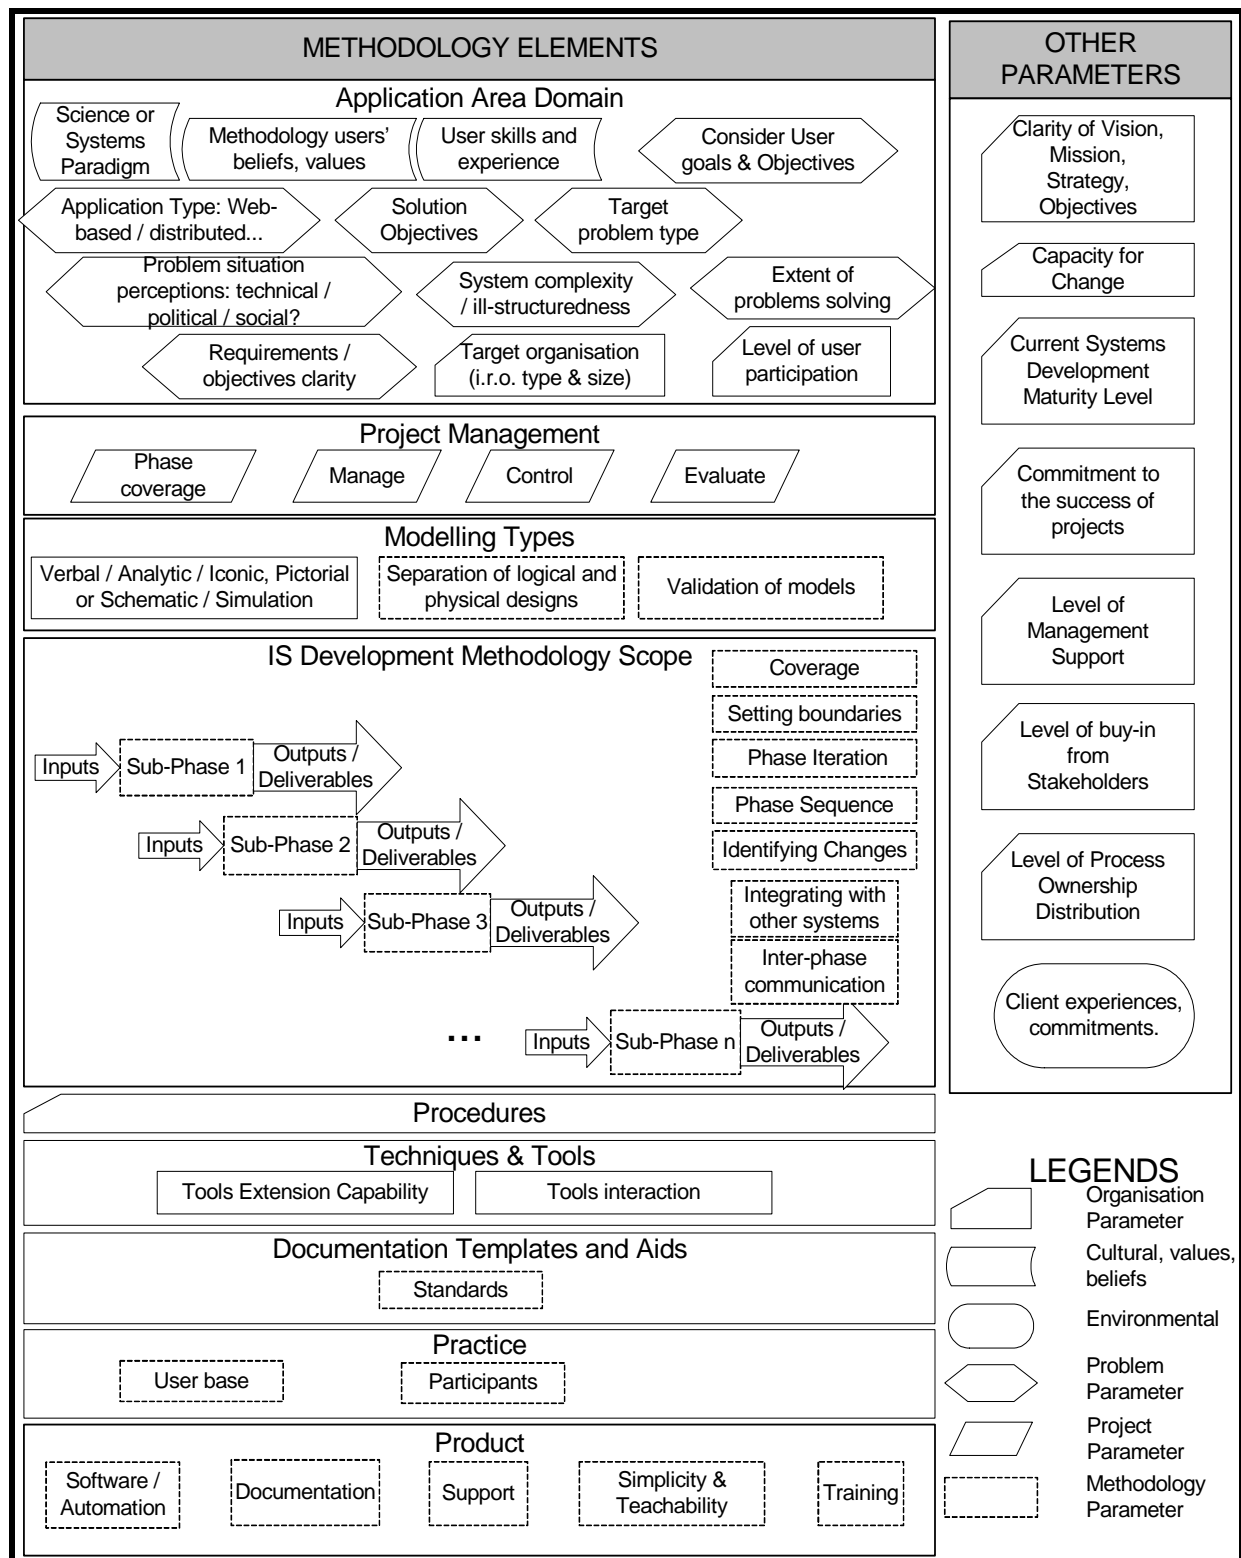 METHODOLOGY ELEMENTS
Application Area Domain
Science or
Systems
Paradigm
Methodology users'
beliefs, values
User skills and
experience
Consider User
goals & Objectives
Application Type: Web-
based / distributed...
Solution
Objectives
Target
problem type
Problem situation
perceptions: technical /
political / social?
System complexity
/ ill-structuredness
Extent of
problems solving
Requirements /
objectives clarity
Target organisation
(i.r.o. type & size)
Level of user
participation
Project Management
Phase
coverage
Manage
Control
Evaluate
Modelling Types
Verbal / Analytic / Iconic, Pictorial
or Schematic / Simulation
Separation of logical and
physical designs
Validation of models
IS Development Methodology Scope
Coverage
Setting boundaries
Phase Iteration
Phase Sequence
Identifying Changes
Integrating with
other systems
Inter-phase
communication
Inputs
Sub-Phase 1
Outputs /
Deliverables
Inputs
Sub-Phase 2
Outputs /
Deliverables
Inputs
Sub-Phase 3
Outputs /
Deliverables
...
Inputs
Sub-Phase n
Outputs /
Deliverables
Procedures
Techniques & Tools
Tools Extension Capability
Tools interaction
Documentation Templates and Aids
Standards
Practice
User base
Participants
Product
Software /
Automation
Documentation
Support
Simplicity &
Teachability
Training
OTHER
PARAMETERS
Clarity of Vision,
Mission,
Strategy,
Objectives
Capacity for
Change
Current Systems
Development
Maturity Level
Commitment to
the success of
projects
Level of
Management
Support
Level of buy-in
from
Stakeholders
Level of Process
Ownership
Distribution
Client experiences,
commitments.
LEGENDS
Organisation
Parameter
Cultural, values,
beliefs
Environmental
Problem
Parameter
Project
Parameter
Methodology
Parameter